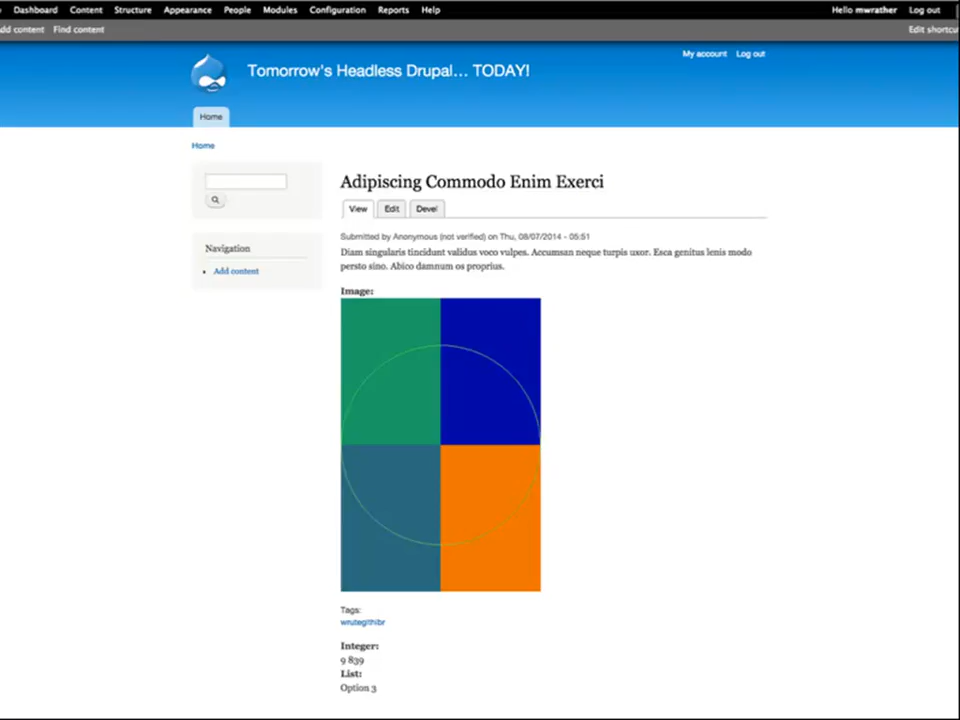 Dashboard Content Structure Appearance People Modules Configuration Reports Help Hello mwrather Log out
dd content Find content Edit shortcu
My account Log out
Tomorrow's Headless Drupal... TODAY!
Home
Home
Adipiscing Commodo Enim Exerci
View Edit Devel
Submitted by Anonymous (not verified) on Thu, 08/07/2014 - 05:51
Navigation
Diam singularis tincidunt validus voco vulpes. Accumsan neque turpis uxor. Esca genitus lenis modo
persto sino. Abico damnum os proprius.
Add content
Image:
Tags:
Integer:
9 839
List:
Option 3